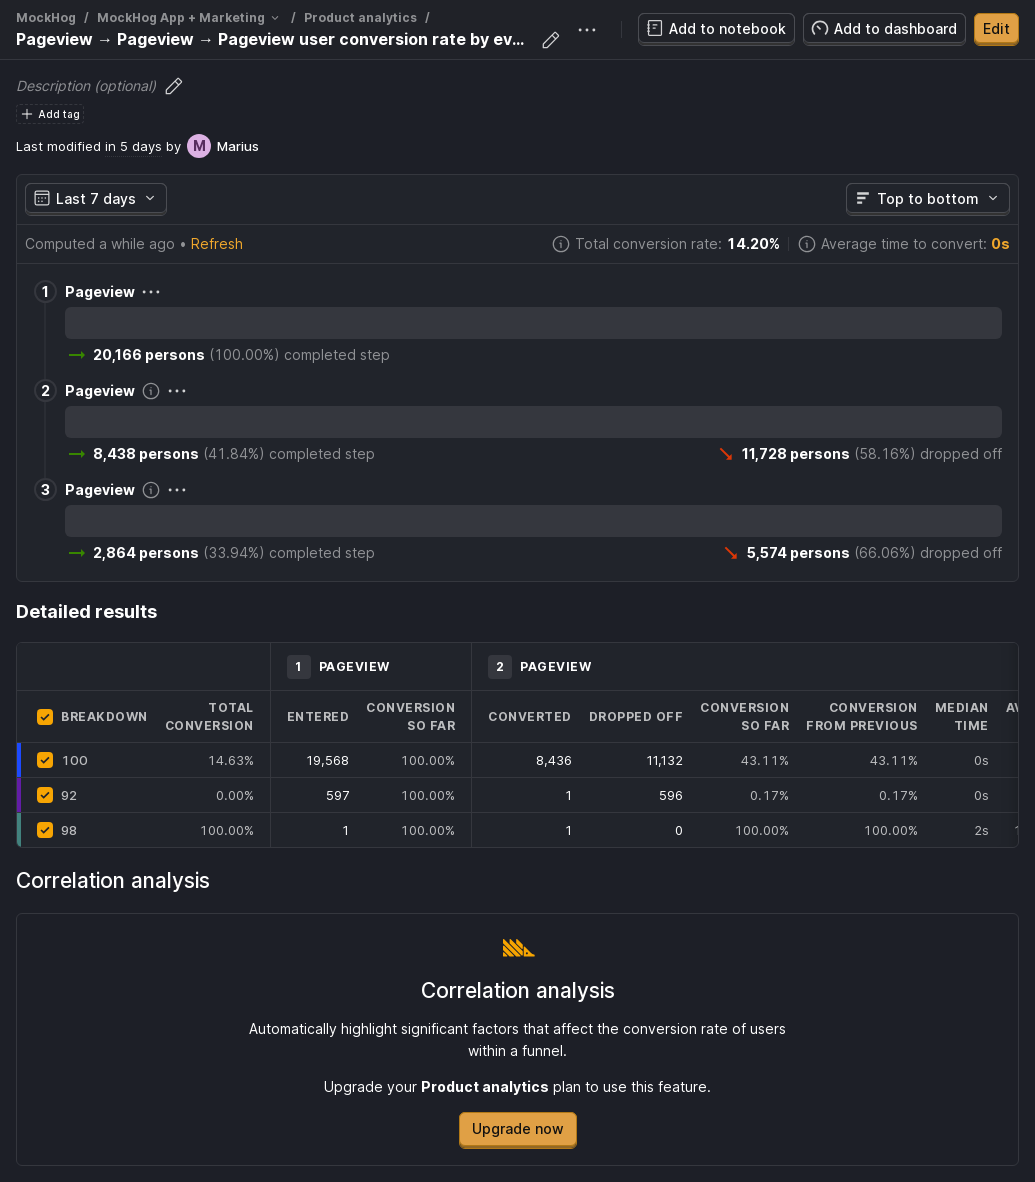 MockHog / MockHog App + Marketing / Product analytics /
Pageview → Pageview → Pageview user conversion rate by ev...
Add to notebook
Add to dashboard
Edit
Description (optional)
Add tag
Last modified in 5 days by M Marius
Last 7 days
Top to bottom
Computed a while ago • Refresh
Total conversion rate: 14.20%
Average time to convert: 0s
1 Pageview
20,166 persons (100.00%) completed step
2 Pageview
8,438 persons (41.84%) completed step
11,728 persons (58.16%) dropped off
3 Pageview
2,864 persons (33.94%) completed step
5,574 persons (66.06%) dropped off
Detailed results
1 PAGEVIEW 2 PAGEVIEW
BREAKDOWN TOTAL CONVERSION ENTERED CONVERSION SO FAR CONVERTED DROPPED OFF CONVERSION SO FAR CONVERSION FROM PREVIOUS MEDIAN TIME
100 14.63% 19,568 100.00% 8,436 11,132 43.11% 43.11% 0s
92 0.00% 597 100.00% 1 596 0.17% 0.17% 0s
98 100.00% 1 100.00% 1 0 100.00% 100.00% 2s
Correlation analysis
Correlation analysis
Automatically highlight significant factors that affect the conversion rate of users
within a funnel.
Upgrade your Product analytics plan to use this feature.
Upgrade now